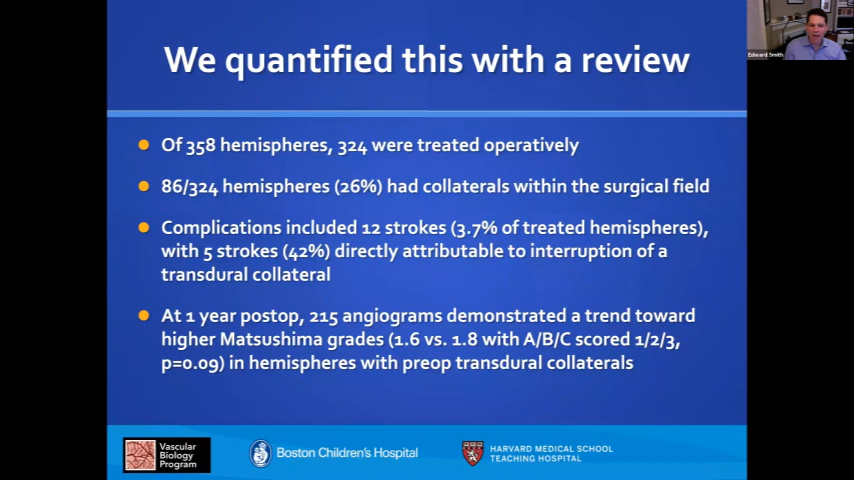 We quantified this with a review
Edward Smith
Of 358 hemispheres, 324 were treated operatively
86/324 hemispheres (26%) had collaterals within the surgical field
Complications included 12 strokes (3.7% of treated hemispheres),
with 5 strokes (42%) directly attributable to interruption of a
transdural collateral
At 1 year postop, 215 angiograms demonstrated a trend toward
higher Matsushima grades (1.6 vs. 1.8 with A/B/C scored 1/2/3,
p=0.09) in hemispheres with preop transdural collaterals
Vascular
Biology
Program
Boston Children's Hospital
HARVARD MEDICAL SCHOOL
TEACHING HOSPITAL